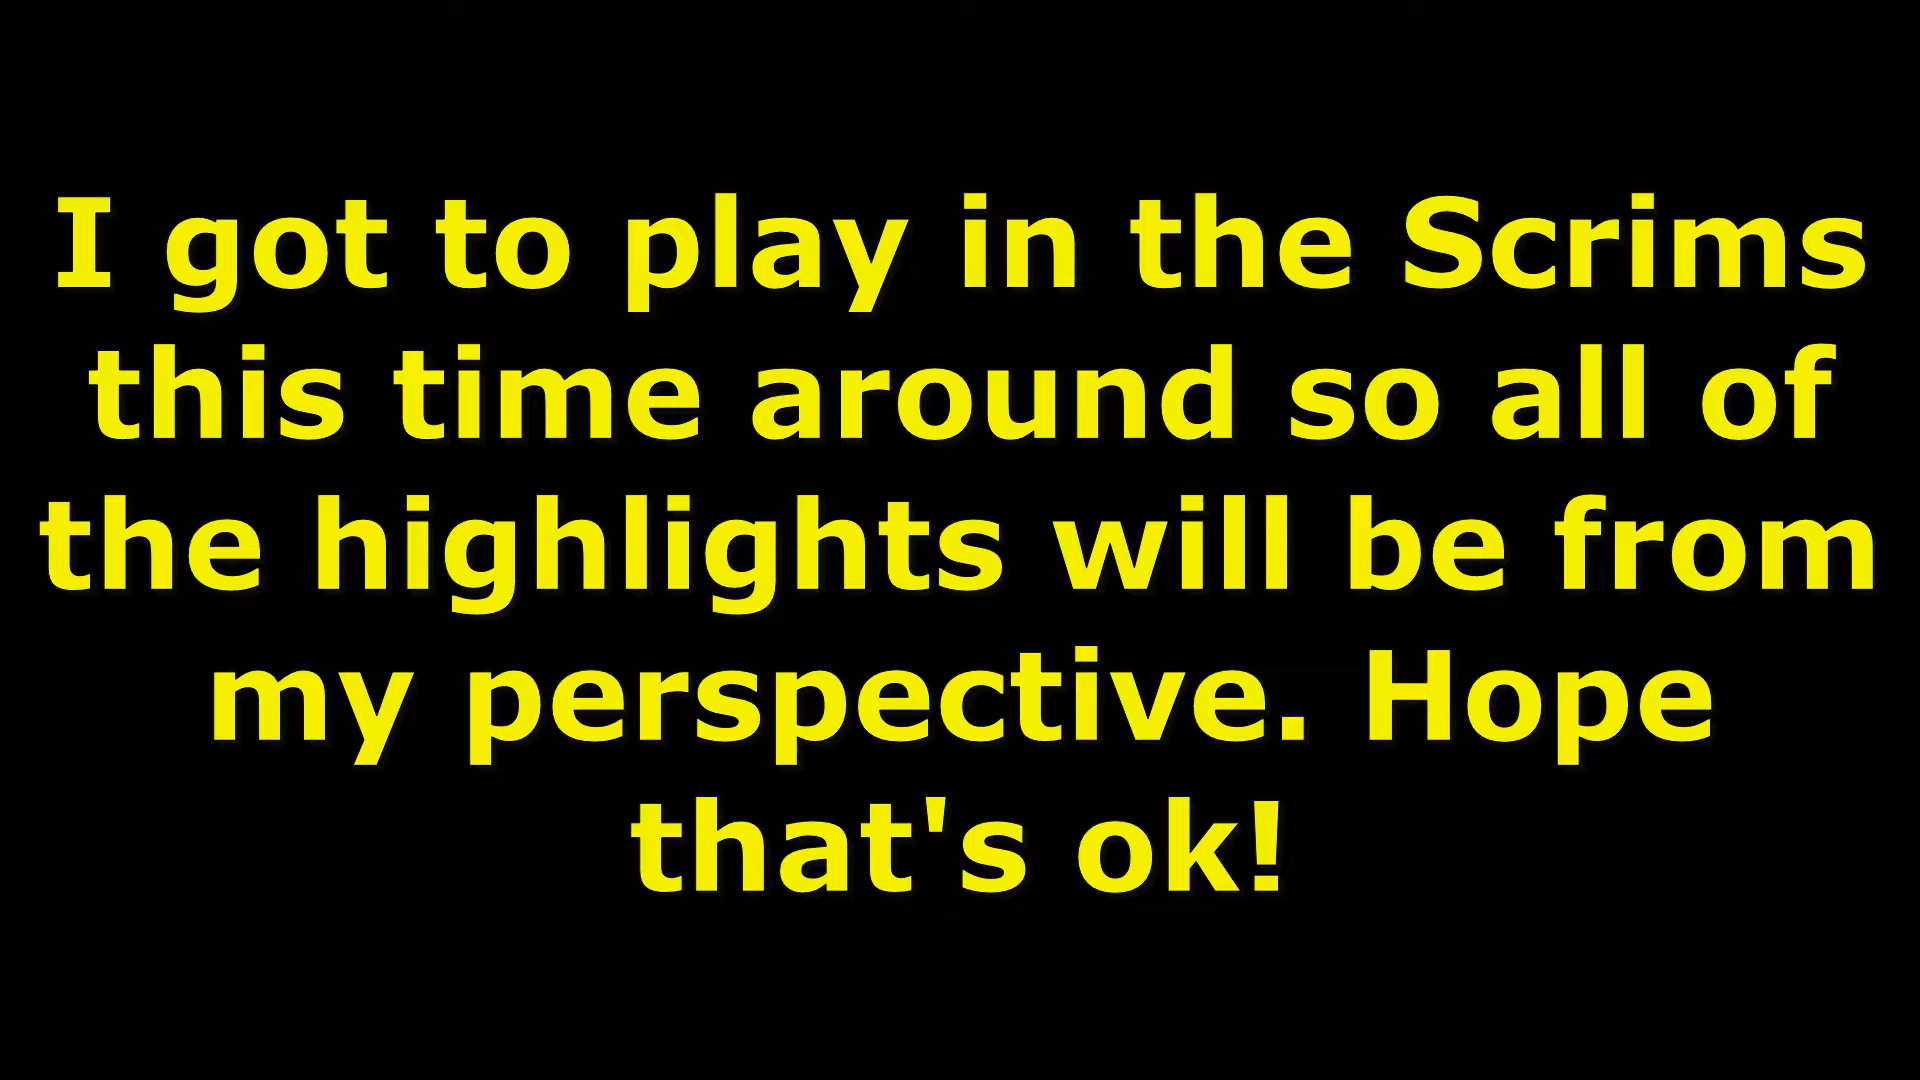 I got to play in the Scrims
this time around so all of
the highlights will be from
my perspective. Hope
that's ok!